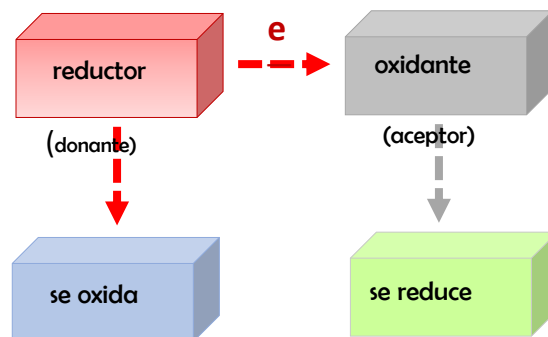 e
reductor
oxidante
(donante)
(aceptor)
se oxida
se reduce